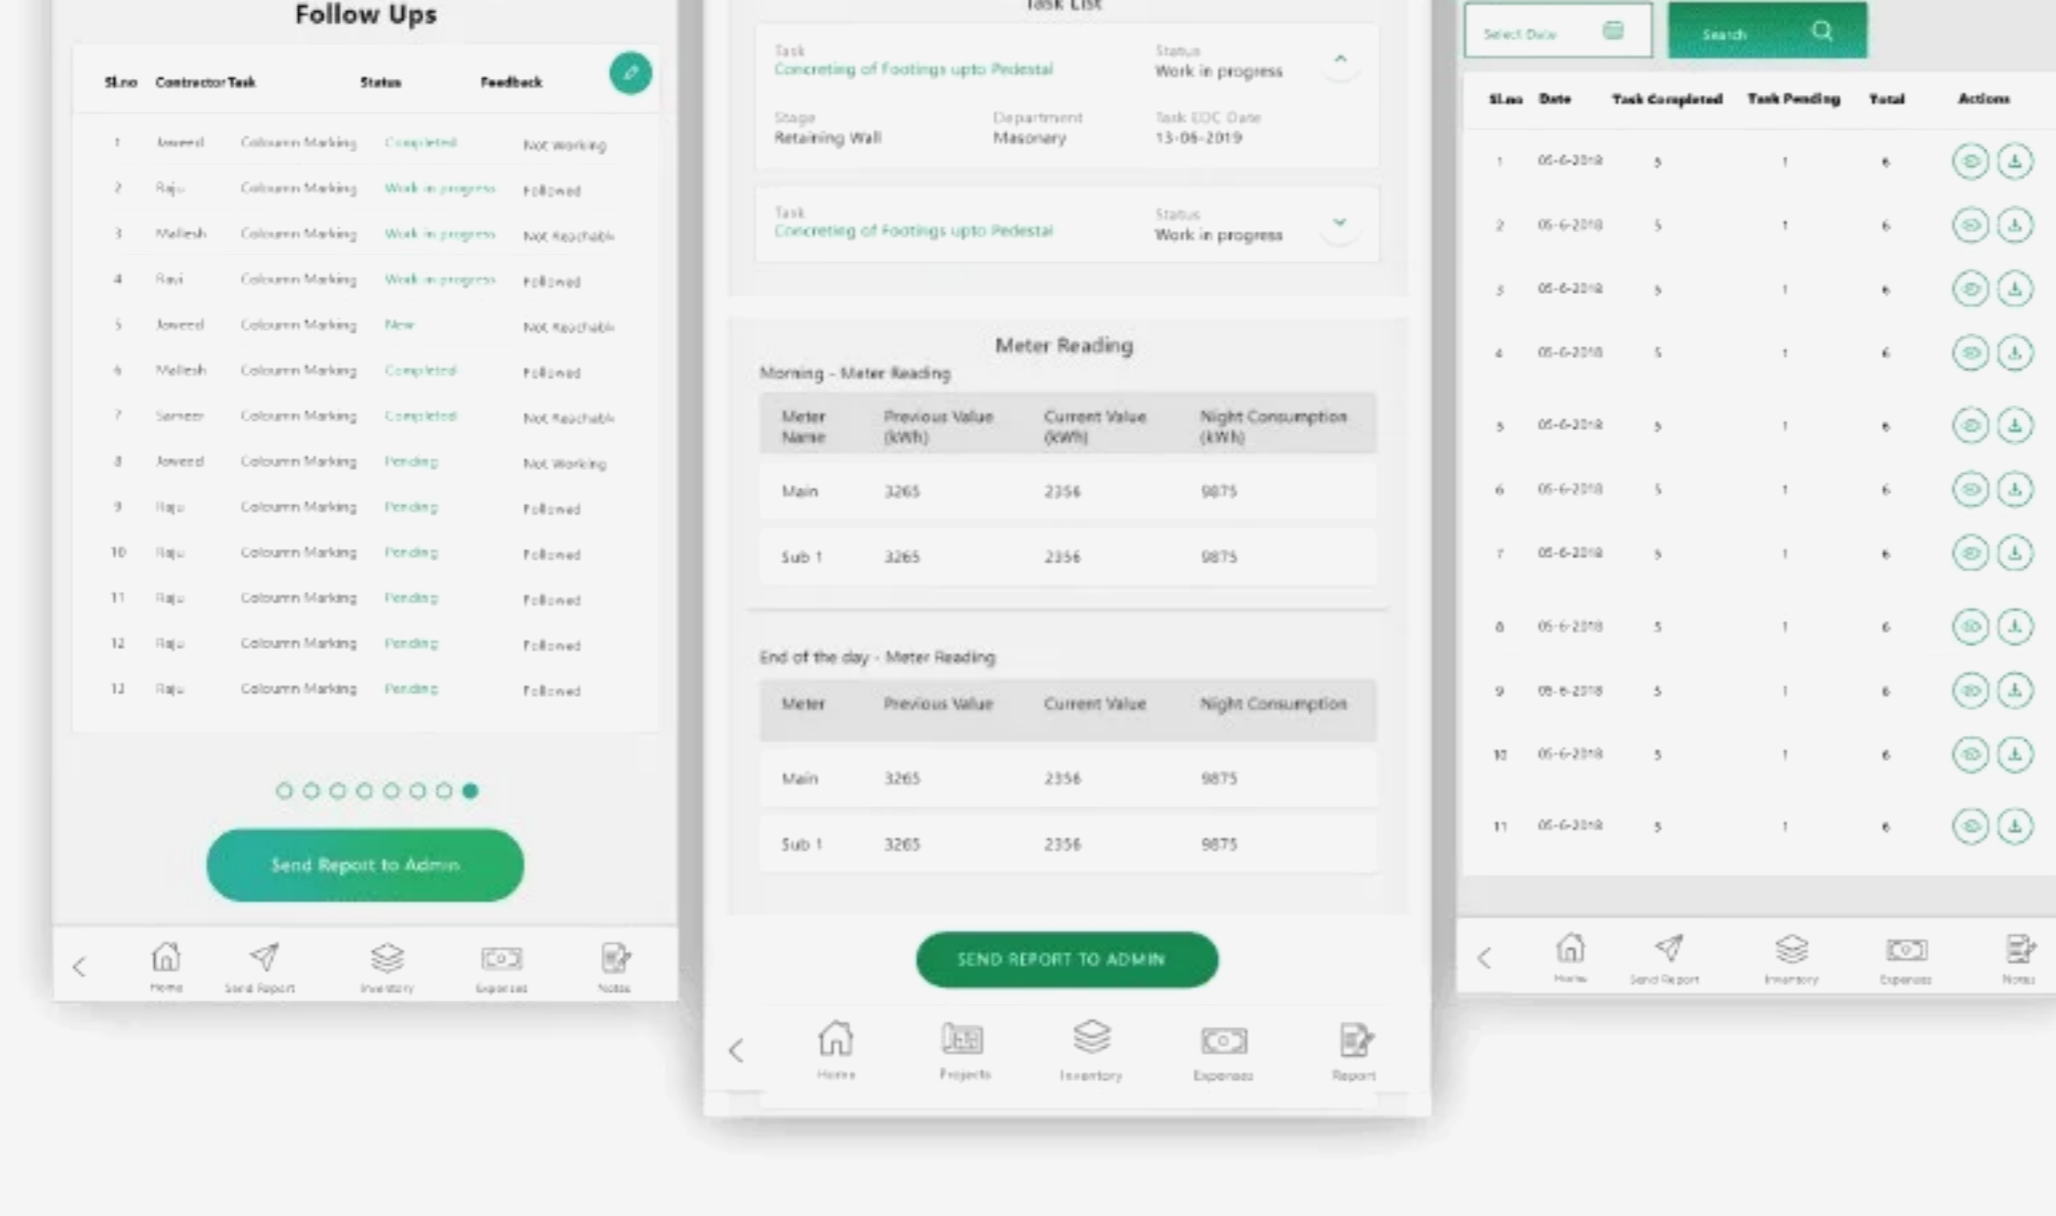 Follow Ups
Sl.no Contractor Task Status Feedback
1 Jaweed Coloumn Marking Completed Not Working
2 Raju Coloumn Marking Work in progress Followed
3 Mallesh Coloumn Marking Work in progress Not Reachable
4 Ravi Coloumn Marking Work in progress Followed
5 Jaweed Coloumn Marking New Not Reachable
6 Mallesh Coloumn Marking Completed Followed
7 Sameer Coloumn Marking Completed Not Reachable
8 Jaweed Coloumn Marking Pending Not Working
9 Raju Coloumn Marking Pending Followed
10 Raju Coloumn Marking Pending Followed
11 Raju Coloumn Marking Pending Followed
12 Raju Coloumn Marking Pending Followed
13 Raju Coloumn Marking Pending Followed
Send Report to Admin
Home Send Report Inventory Expenses Notes
Task List
Task Status
Concreting of Footings upto Pedestal Work in progress
Stage Department Task EDC Date
Retaining Wall Masonary 13-06-2019
Task Status
Concreting of Footings upto Pedestal Work in progress
Meter Reading
Morning - Meter Reading
Meter Previous Value Current Value Night Consumption
Name (kWh) (kWh) (kWh)
Main 3265 2356 9875
Sub 1 3265 2356 9875
End of the day - Meter Reading
Meter Previous Value Current Value Night Consumption
Main 3265 2356 9875
Sub 1 3265 2356 9875
SEND REPORT TO ADMIN
Home Projects Inventory Expenses Report
Select Date Search
Sl.no Date Task Completed Task Pending Total Actions
1 05-6-2018 5 1 6
2 05-6-2018 5 1 6
3 05-6-2018 5 1 6
4 05-6-2018 5 1 6
5 05-6-2018 5 1 6
6 05-6-2018 5 1 6
7 05-6-2018 5 1 6
8 05-6-2018 5 1 6
9 05-6-2018 5 1 6
10 05-6-2018 5 1 6
11 05-6-2018 5 1 6
Home Send Report Inventory Expenses Notes